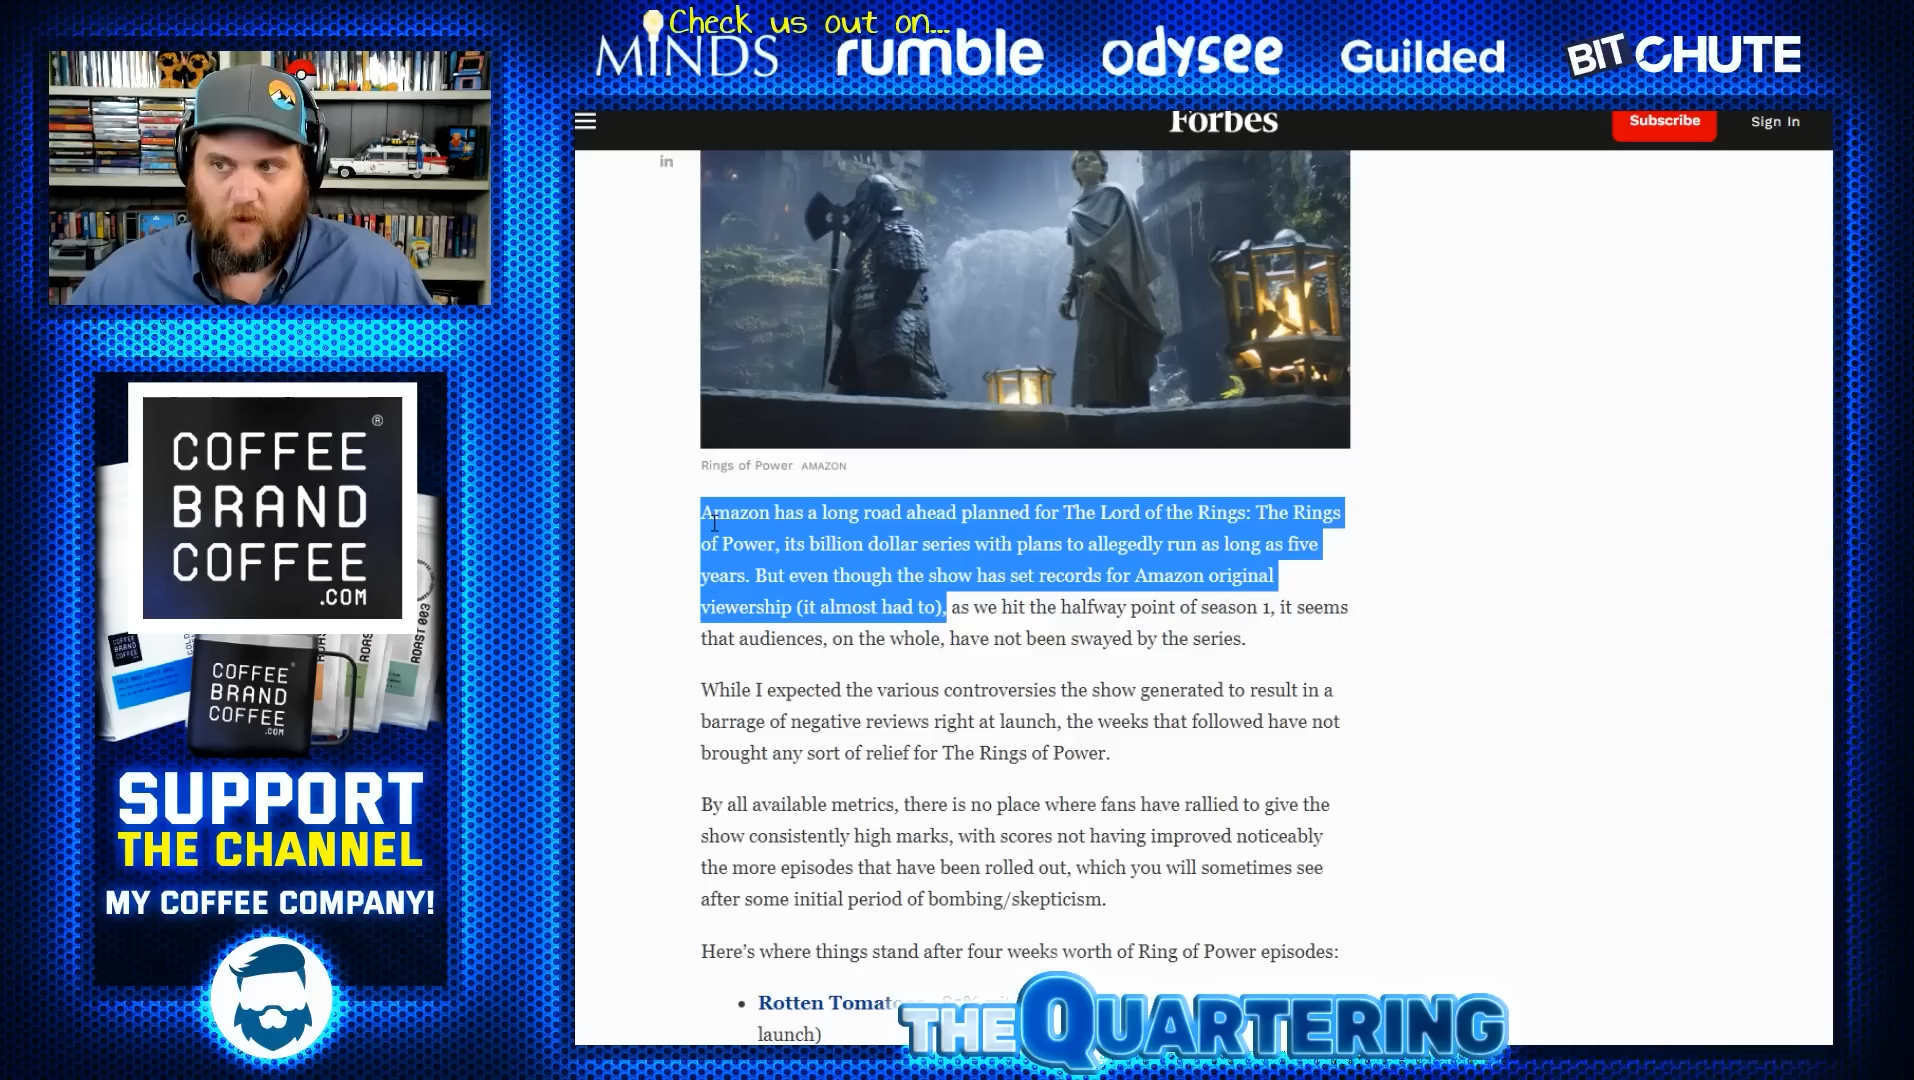 Check us out on...
MINDS rumble odysee Guilded BIT CHUTE
Forbes
Subscribe
Sign In
in
COFFEE
BRAND
COFFEE
.COM
®
ROAST 003
ROAS
COFFEE
BRAND
COFFEE
.COM
SUPPORT
THE CHANNEL
MY COFFEE COMPANY!
Rings of Power AMAZON
Amazon has a long road ahead planned for The Lord of the Rings: The Rings
of Power, its billion dollar series with plans to allegedly run as long as five
years. But even though the show has set records for Amazon original
viewership (it almost had to), as we hit the halfway point of season 1, it seems
that audiences, on the whole, have not been swayed by the series.
While I expected the various controversies the show generated to result in a
barrage of negative reviews right at launch, the weeks that followed have not
brought any sort of relief for The Rings of Power.
By all available metrics, there is no place where fans have rallied to give the
show consistently high marks, with scores not having improved noticeably
the more episodes that have been rolled out, which you will sometimes see
after some initial period of bombing/skepticism.
Here's where things stand after four weeks worth of Ring of Power episodes:
• Rotten Tomato
launch)
THE QUARTERING